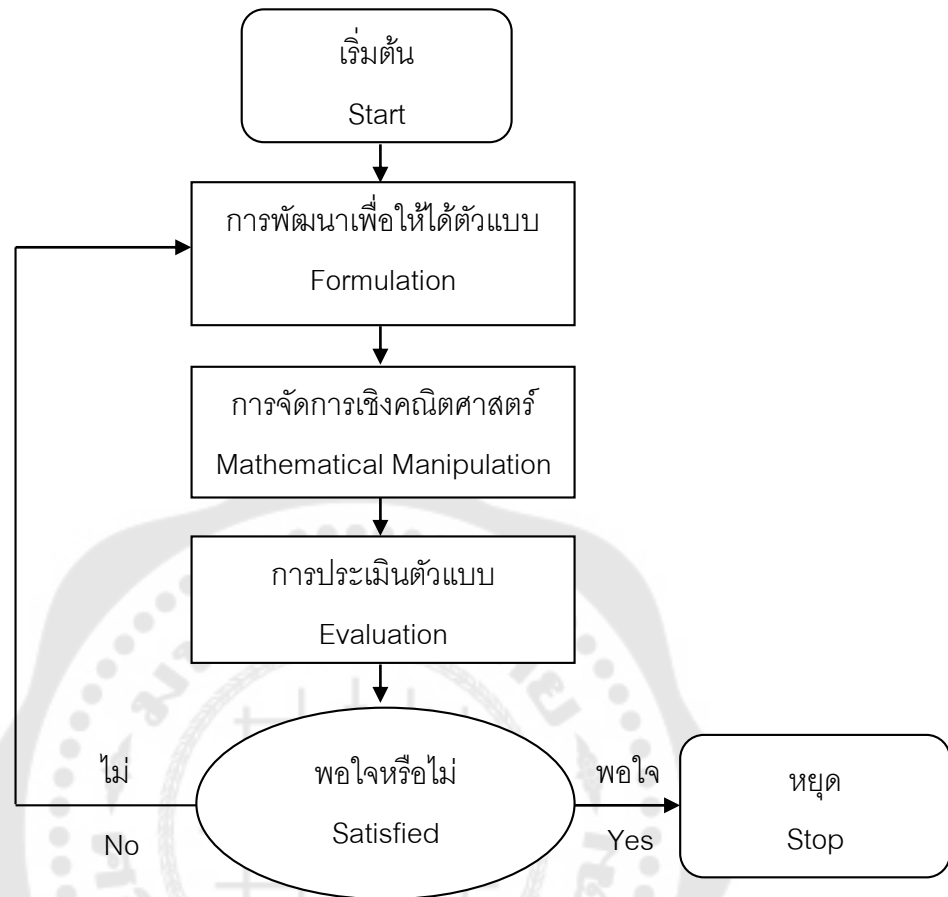 เริ่มต้น
Start
การพัฒนาเพื่อให้ได้ตัวแบบ
Formulation
การจัดการเชิงคณิตศาสตร์
Mathematical Manipulation
การประเมินตัวแบบ
Evaluation
พอใจหรือไม่
Satisfied
ไม่
No
พอใจ
Yes
หยุด
Stop